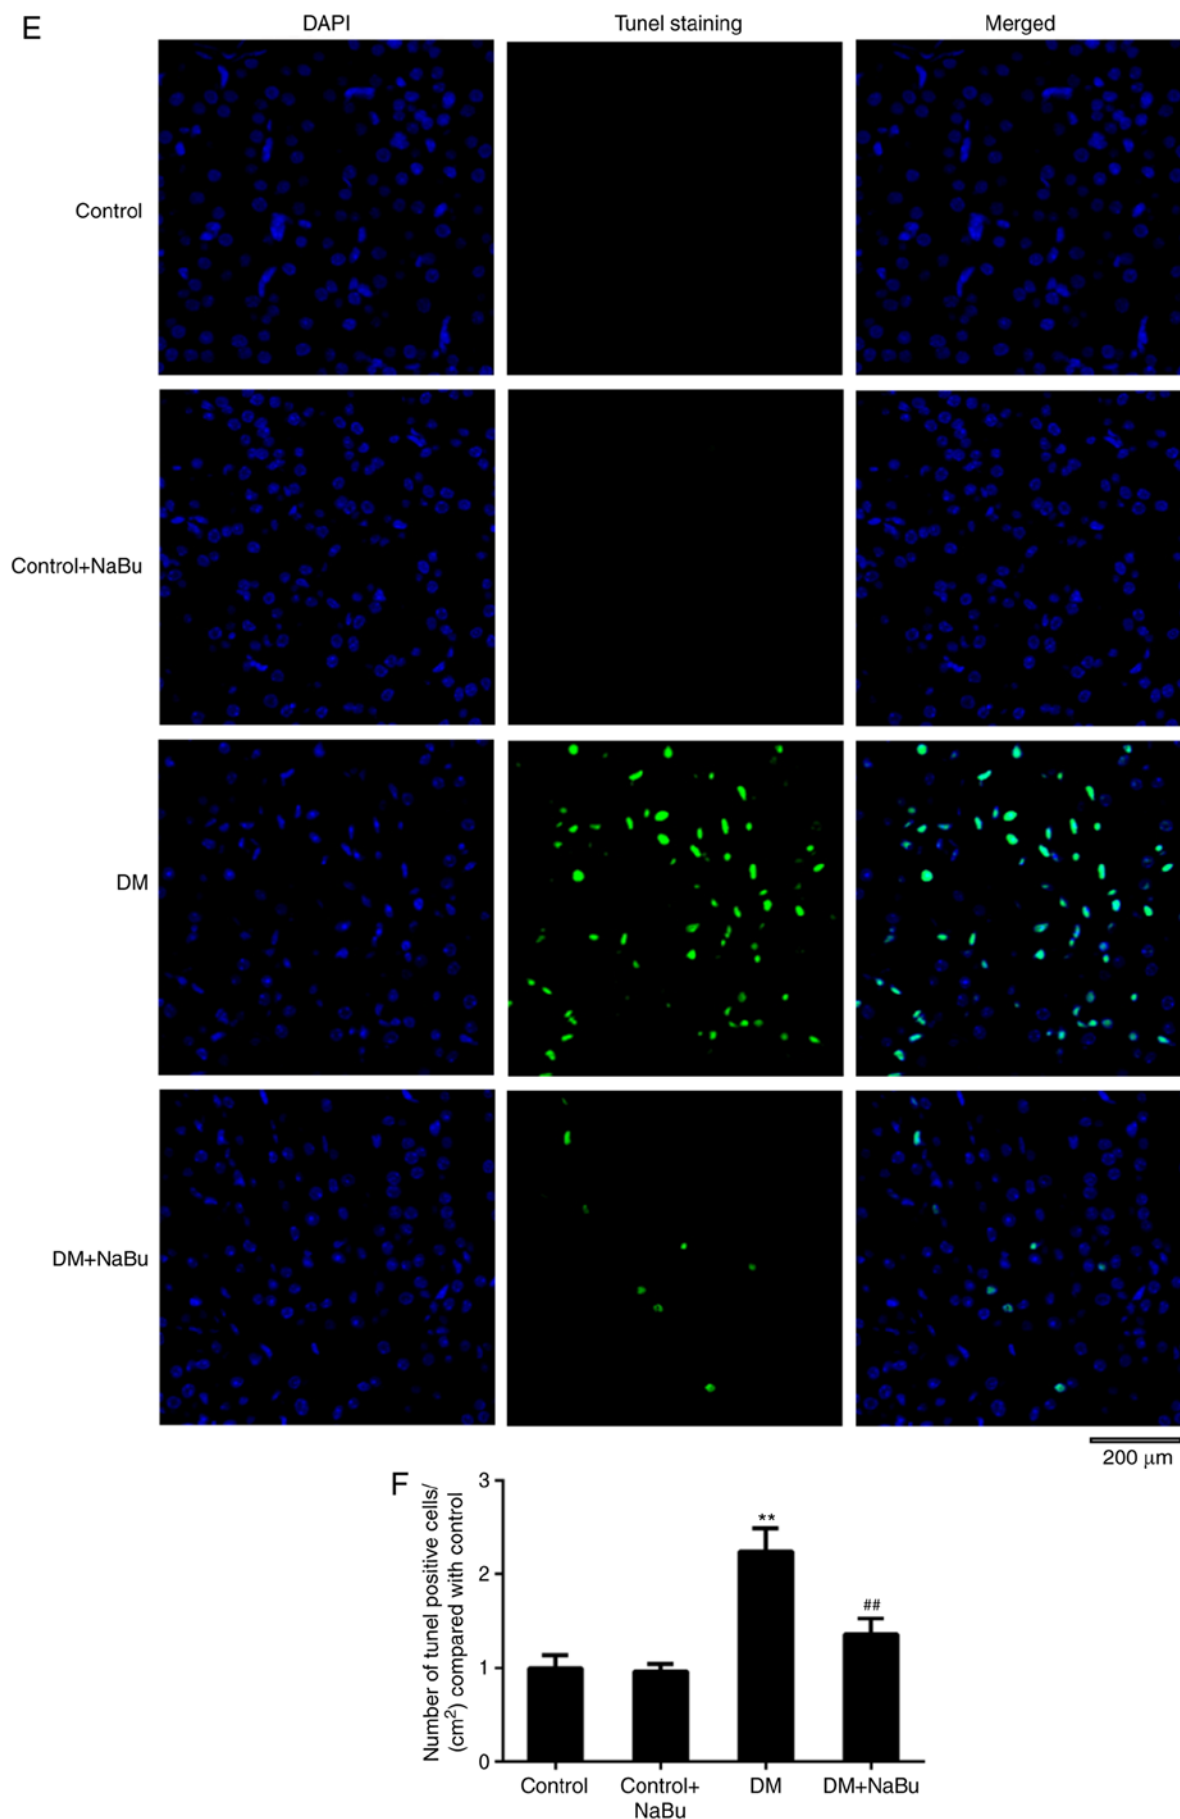 E
DAPI
Tunel staining
Merged
Control
Control+NaBu
DM
DM+NaBu
200 μm
F
Number of tunel positive cells/
(cm²) compared with control
3
2
1
0
**
##
Control
Control+
NaBu
DM
DM+NaBu